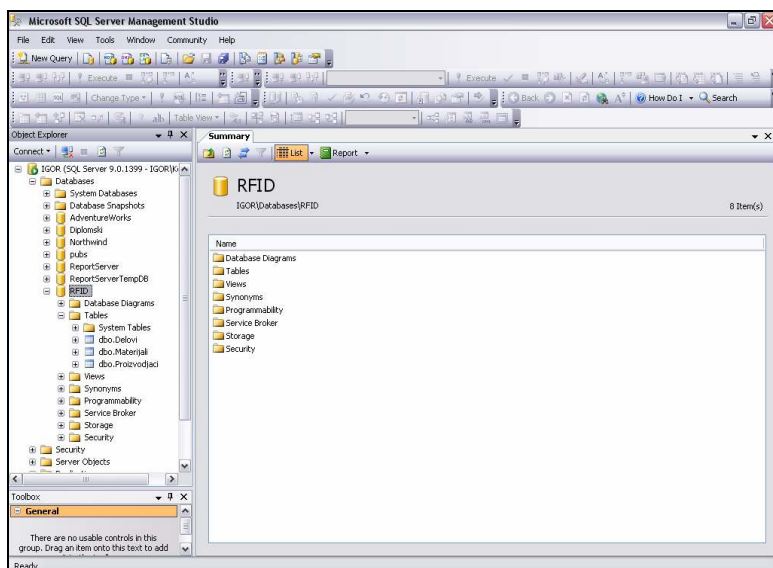 Microsoft SQL Server Management Studio
File Edit View Tools Window Community Help
New Query
Execute Execute
Change Type Back How Do I Search
Table View
Object Explorer
Connect
IGOR (SQL Server 9.0.1399 - IGOR\
Databases
System Databases
Database Snapshots
AdventureWorks
Diplomski
Northwind
pubs
ReportServer
ReportServerTempDB
RFID
Database Diagrams
Tables
System Tables
dbo.Delovi
dbo.Materijali
dbo.Proizvodjaci
Views
Synonyms
Programmability
Service Broker
Storage
Security
Security
Server Objects
Toolbox
General
There are no usable controls in this
group. Drag an item onto this text to add
Summary
List Report
RFID
IGOR\Databases\RFID 8 Item(s)
Name
Database Diagrams
Tables
Views
Synonyms
Programmability
Service Broker
Storage
Security
Ready